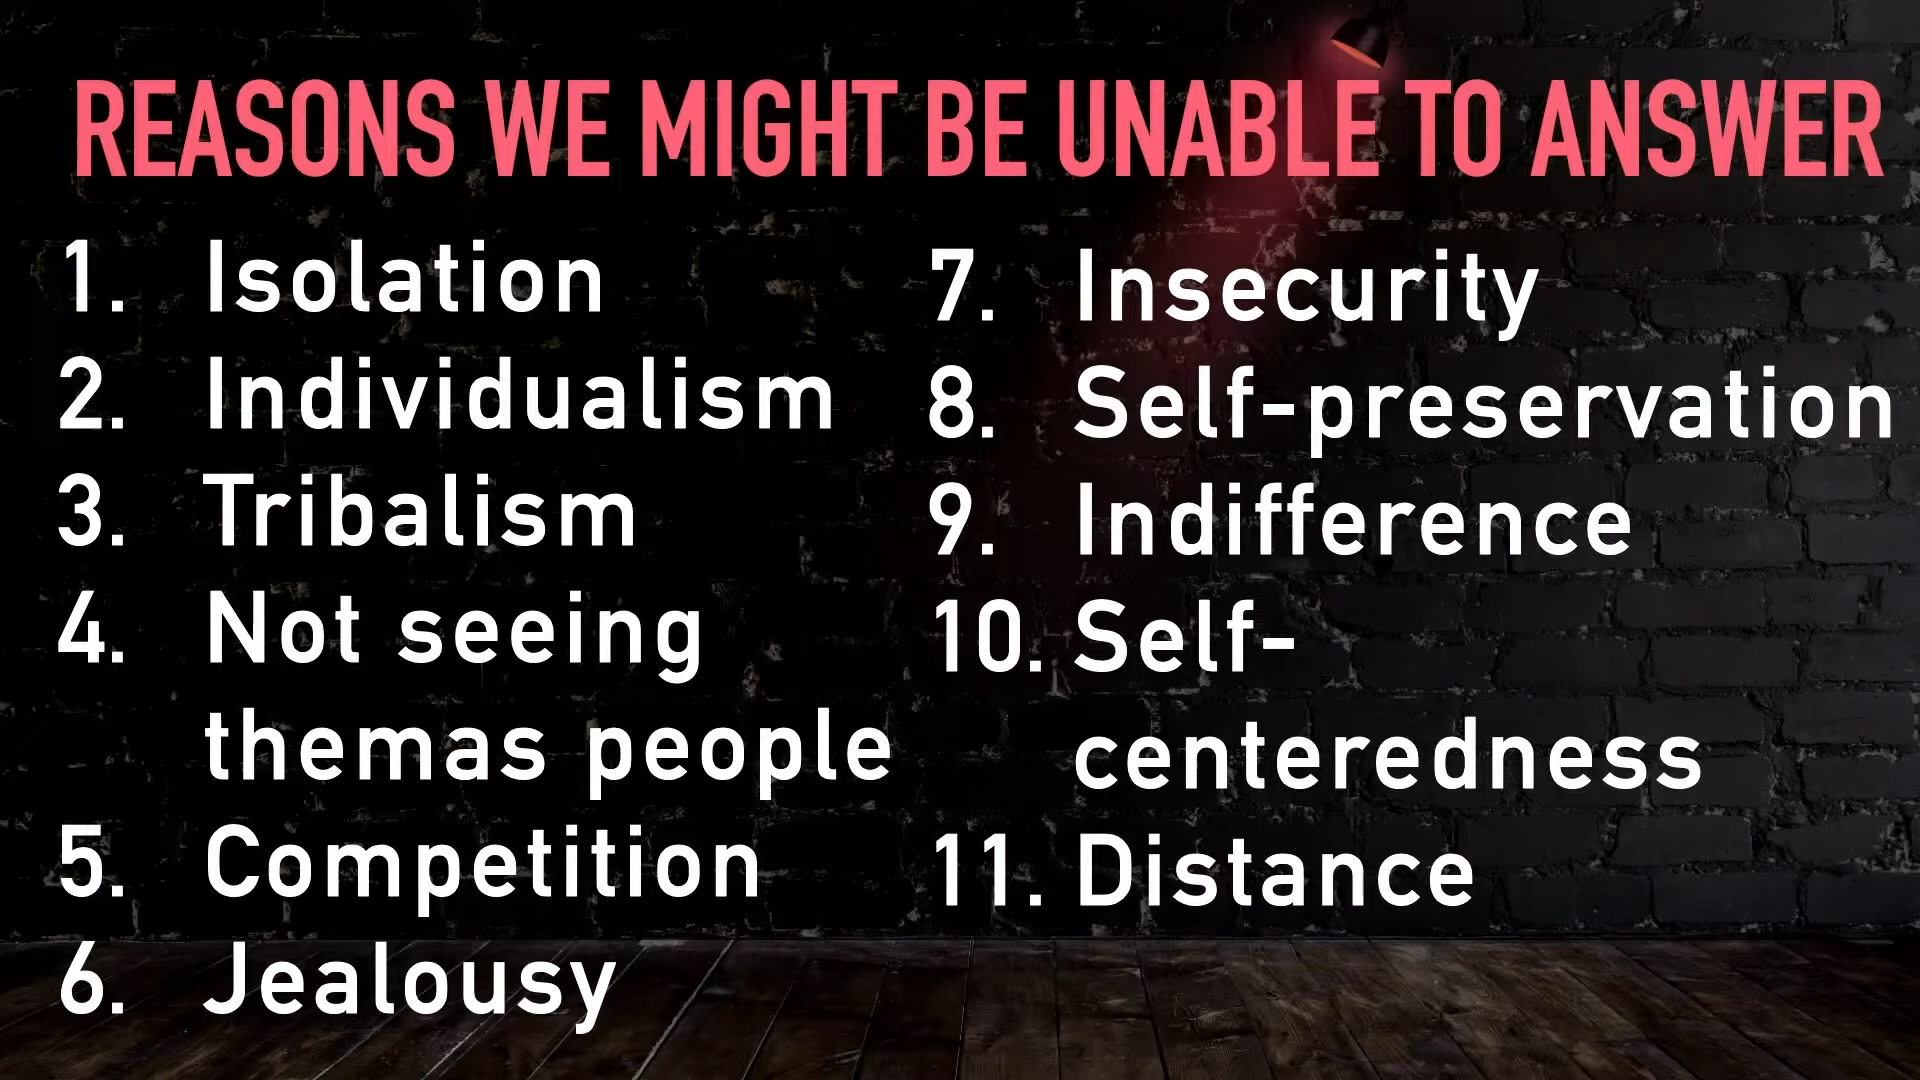 REASONS WE MIGHT BE UNABLE TO ANSWER
1. Isolation
2. Individualism
3. Tribalism
4. Not seeing
themas people
5. Competition
6. Jealousy
7. Insecurity
8. Self-preservation
9. Indifference
10. Self-
centeredness
11. Distance